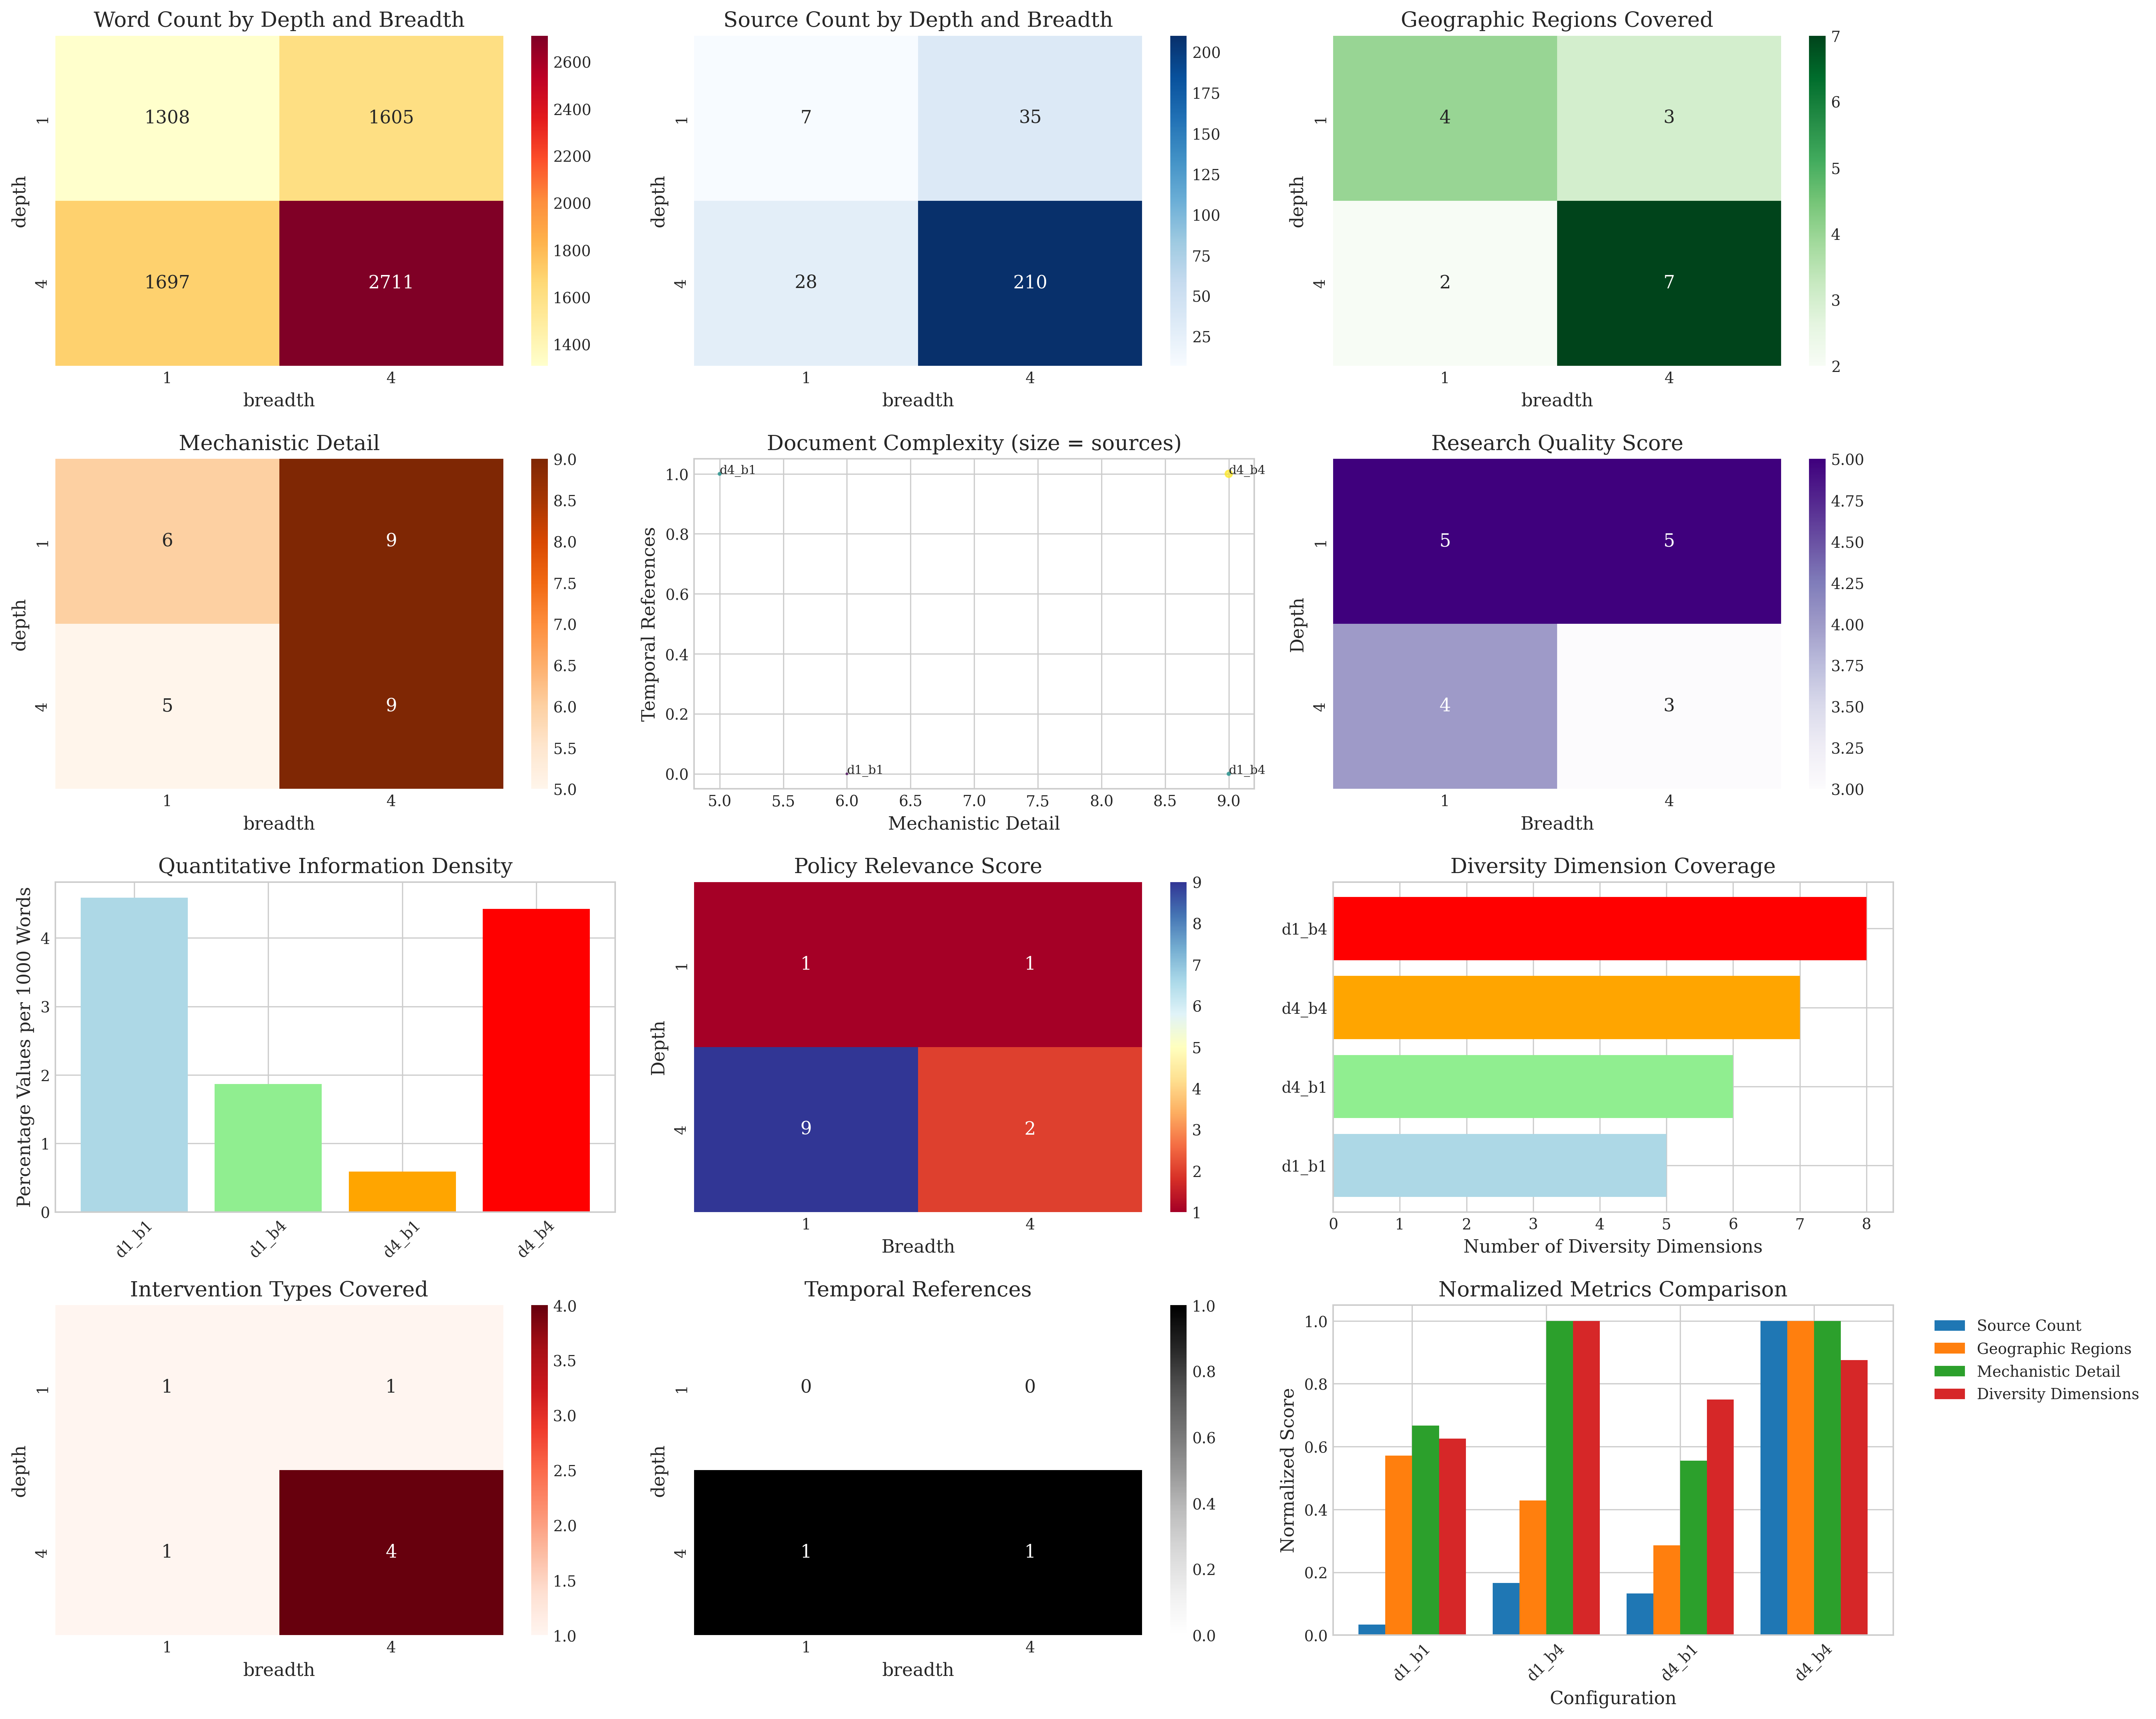 Word Count by Depth and Breadth
1308 1605
1697 2711
1
4
depth
1 4
breadth
2600
2400
2200
2000
1800
1600
1400
Source Count by Depth and Breadth
7 35
28 210
1
4
depth
1 4
breadth
200
175
150
125
100
75
50
25
Geographic Regions Covered
4 3
2 7
1
4
depth
1 4
breadth
7
6
5
4
3
2
Mechanistic Detail
6 9
5 9
1
4
depth
1 4
breadth
9.0
8.5
8.0
7.5
7.0
6.5
6.0
5.5
5.0
Document Complexity (size = sources)
1.0
0.8
0.6
0.4
0.2
0.0
Temporal References
d4_b1
d4_b4
d1_b1
d1_b4
5.0 5.5 6.0 6.5 7.0 7.5 8.0 8.5 9.0
Mechanistic Detail
Research Quality Score
5 5
4 3
1
4
Depth
1 4
Breadth
5.00
4.75
4.50
4.25
4.00
3.75
3.50
3.25
3.00
Quantitative Information Density
Percentage Values per 1000 Words
4
3
2
1
0
d1_b1 d1_b4 d4_b1 d4_b4
Policy Relevance Score
1 1
9 2
1
4
Depth
1 4
Breadth
9
8
7
6
5
4
3
2
1
Diversity Dimension Coverage
d1_b4
d4_b4
d4_b1
d1_b1
0 1 2 3 4 5 6 7 8
Number of Diversity Dimensions
Intervention Types Covered
1 1
1 4
1
4
depth
1 4
breadth
4.0
3.5
3.0
2.5
2.0
1.5
1.0
Temporal References
0 0
1 1
1
4
depth
1 4
breadth
1.0
0.8
0.6
0.4
0.2
0.0
Normalized Metrics Comparison
1.0
0.8
0.6
0.4
0.2
0.0
Normalized Score
d1_b1 d1_b4 d4_b1 d4_b4
Configuration
Source Count
Geographic Regions
Mechanistic Detail
Diversity Dimensions